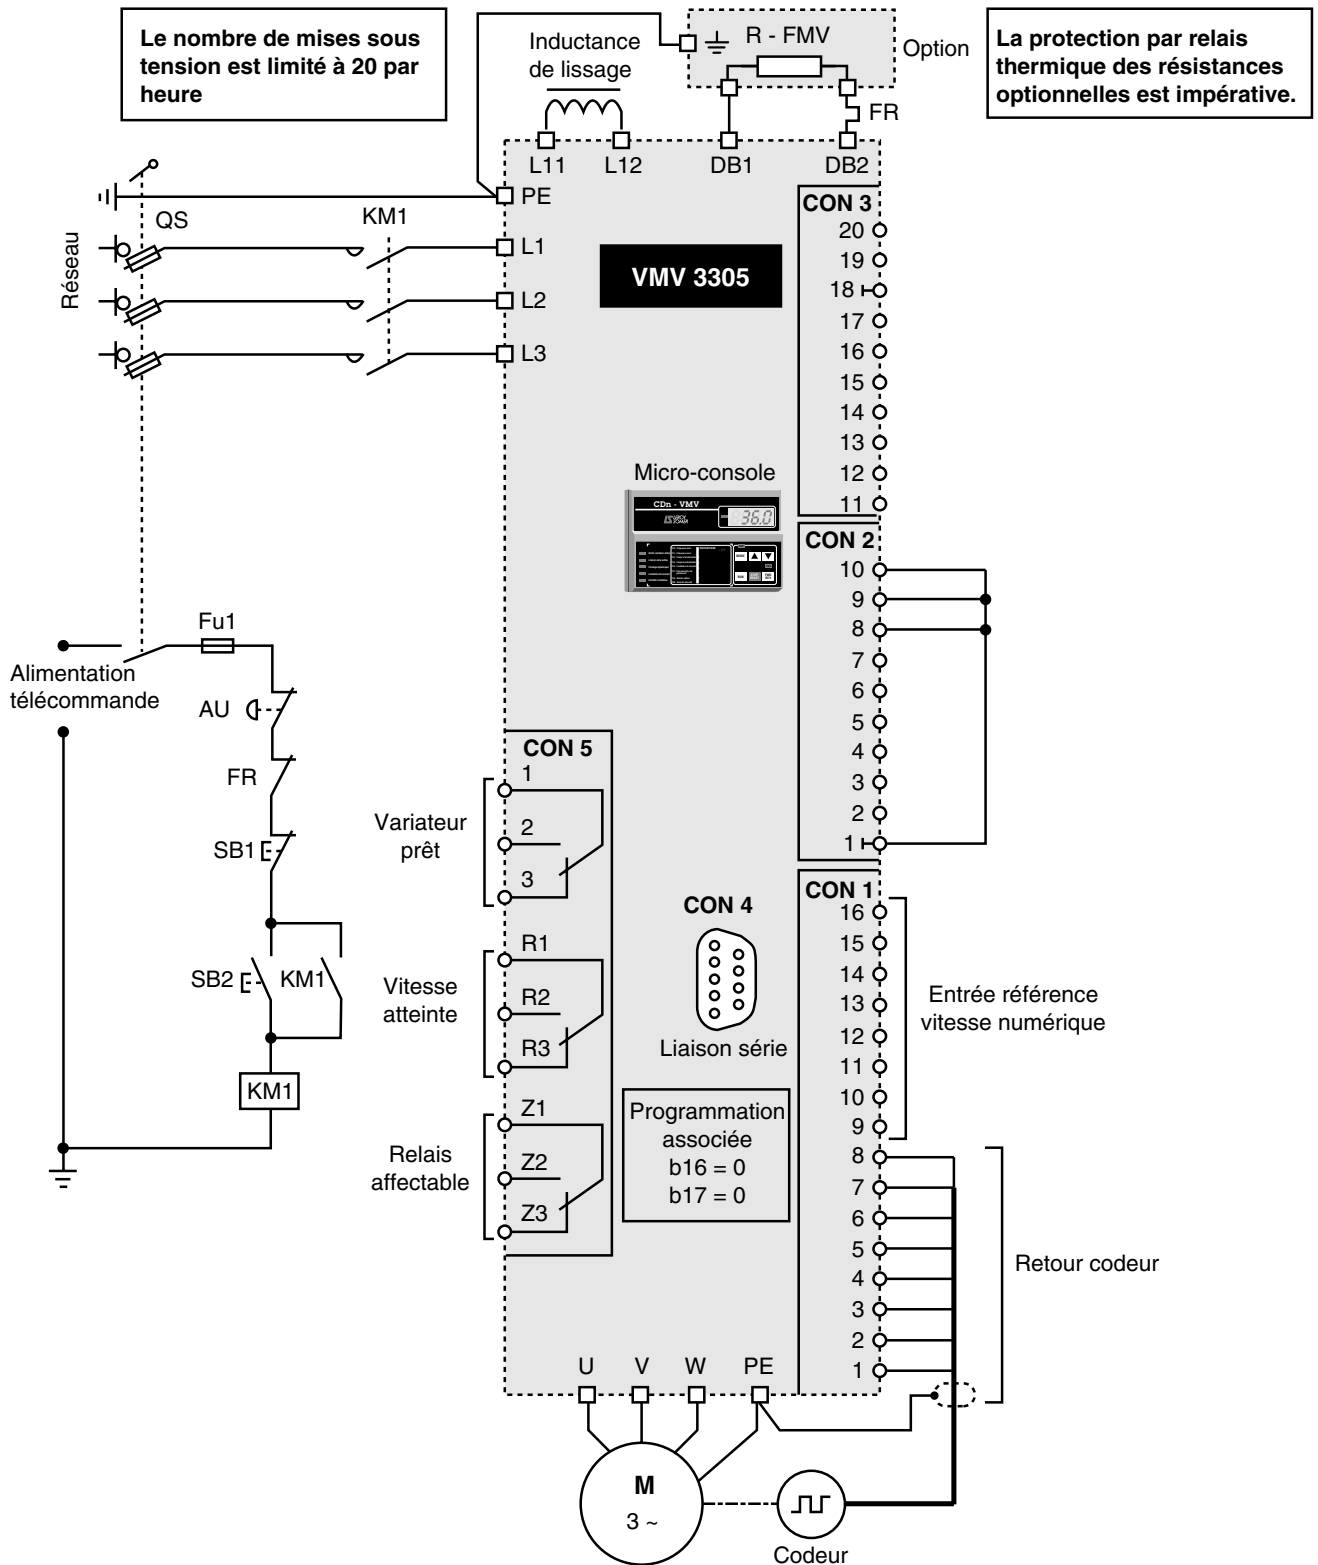 Le nombre de mises sous
tension est limité à 20 par
heure
Inductance
de lissage
R - FMV
Option
La protection par relais
thermique des résistances
optionnelles est impérative.
FR
L11
L12
DB1
DB2
PE
QS
KM1
Réseau
L1
L2
L3
VMV 3305
CON 3
20
19
18
17
16
15
14
13
12
11
Micro-console
CDn - VMV
36.0
CON 2
10
9
8
7
6
5
4
3
2
1
Fu1
Alimentation
télécommande
AU
FR
SB1
SB2
KM1
KM1
CON 5
1
2
3
Variateur
prêt
R1
R2
R3
Vitesse
atteinte
Z1
Z2
Z3
Relais
affectable
CON 4
Liaison série
Programmation
associée
b16 = 0
b17 = 0
CON 1
16
15
14
13
12
11
10
9
8
7
6
5
4
3
2
1
Entrée référence
vitesse numérique
Retour codeur
U
V
W
PE
M
3 ~
Codeur